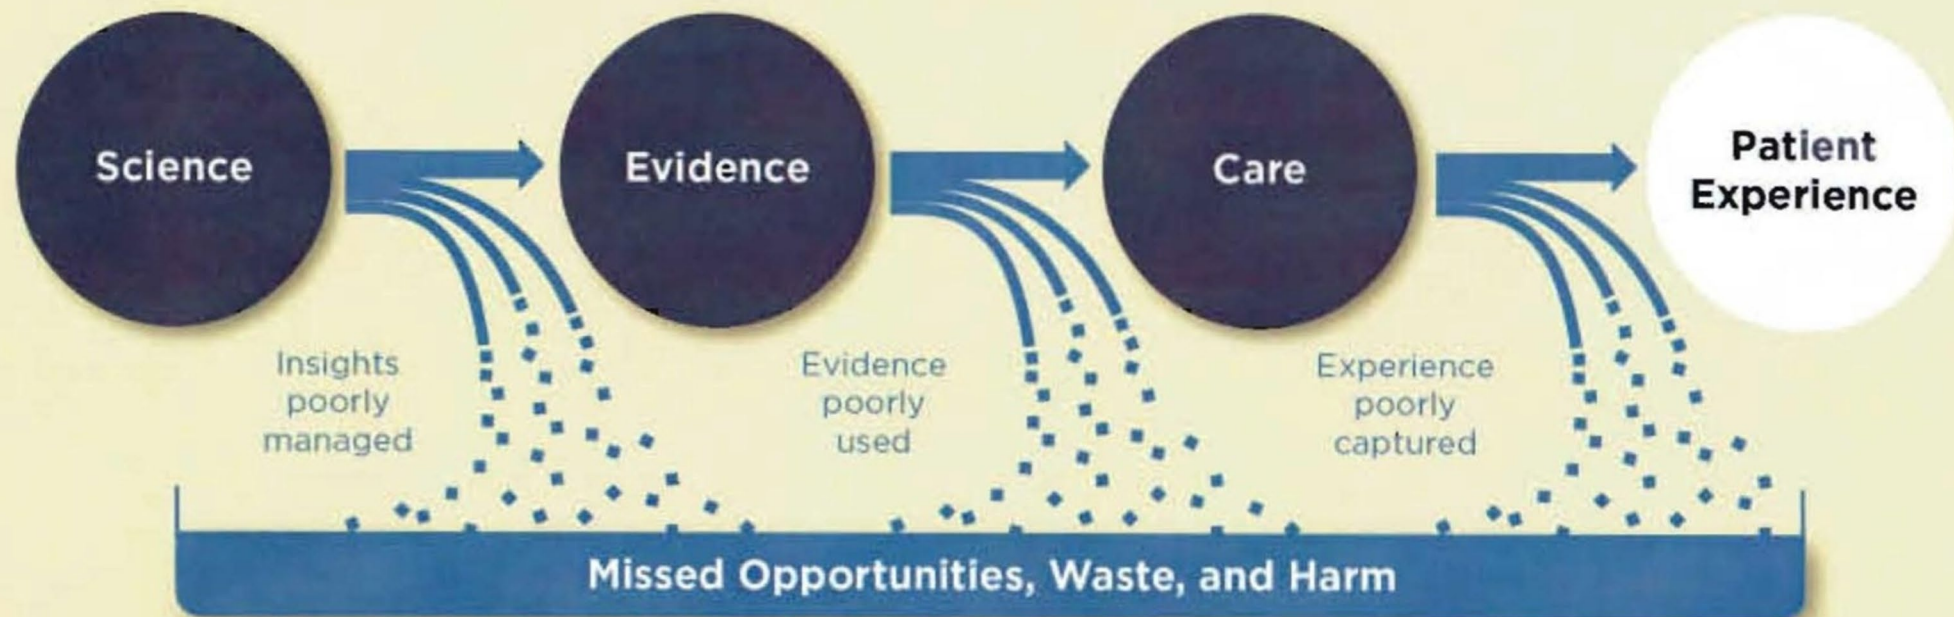 Science
Evidence
Care
Patient
Experience
Insights
poorly
managed
Evidence
poorly
used
Experience
poorly
captured
Missed Opportunities, Waste, and Harm